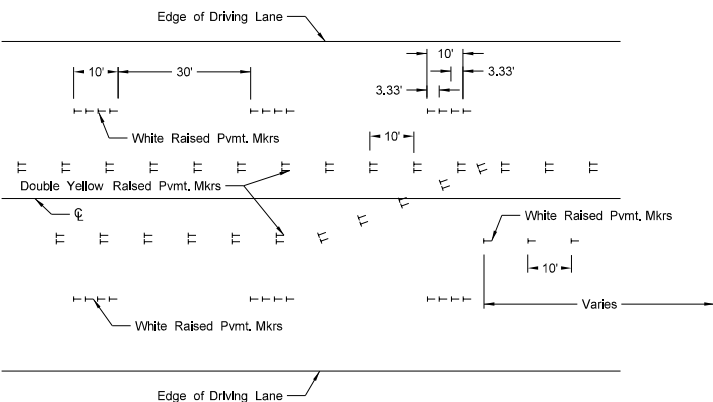 Edge of Driving Lane
10'
30'
10'
3.33'
3.33'
White Raised Pvmt. Mkrs
10'
Double Yellow Raised Pvmt. Mkrs
℄
White Raised Pvmt. Mkrs
10'
Varies
White Raised Pvmt. Mkrs
Edge of Driving Lane